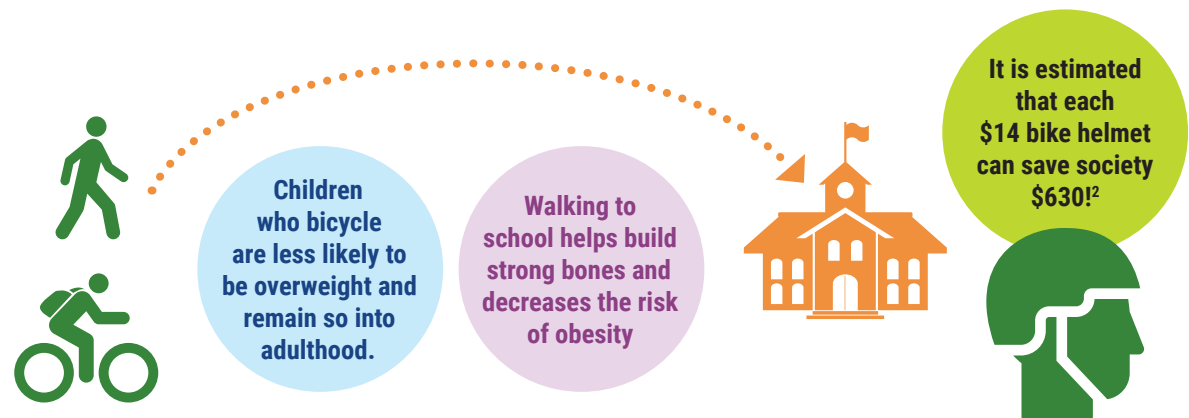 Children
who bicycle
are less likely to
be overweight and
remain so into
adulthood.
Walking to
school helps build
strong bones and
decreases the risk
of obesity
It is estimated
that each
$14 bike helmet
can save society
$630!²